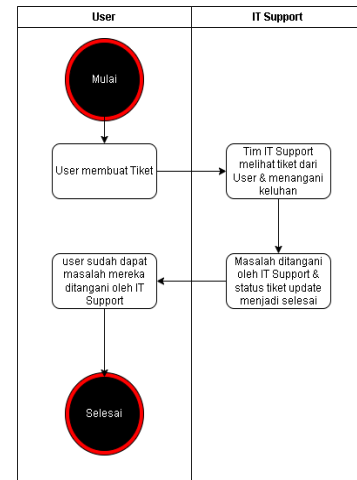 User
IT Support
Mulai
User membuat Tiket
Tim IT Support
melihat tiket dari
User & menangani
keluhan
Masalah ditangani
oleh IT Support &
status tiket update
menjadi selesai
user sudah dapat
masalah mereka
ditangani oleh IT
Support
Selesai